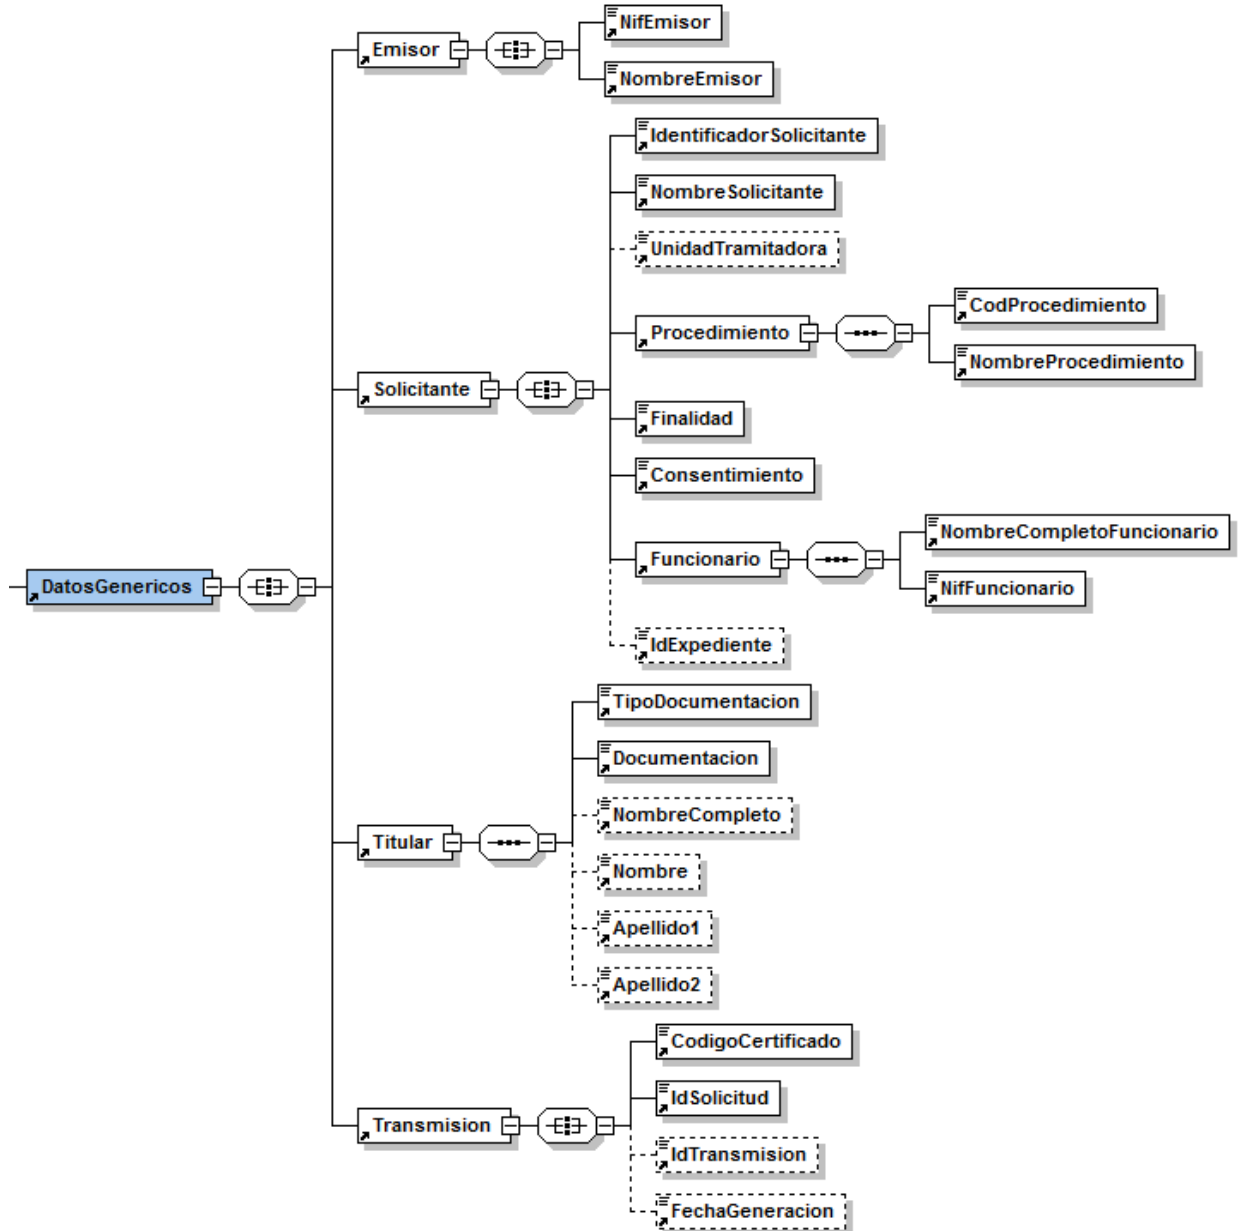 Emisor
NifEmisor
NombreEmisor
IdentificadorSolicitante
NombreSolicitante
UnidadTramitadora
Procedimiento
CodProcedimiento
NombreProcedimiento
Solicitante
Finalidad
Consentimiento
Funcionario
NombreCompletoFuncionario
NifFuncionario
DatosGenericos
IdExpediente
TipoDocumentacion
Documentacion
NombreCompleto
Titular
Nombre
Apellido1
Apellido2
CodigoCertificado
IdSolicitud
Transmision
IdTransmision
FechaGeneracion